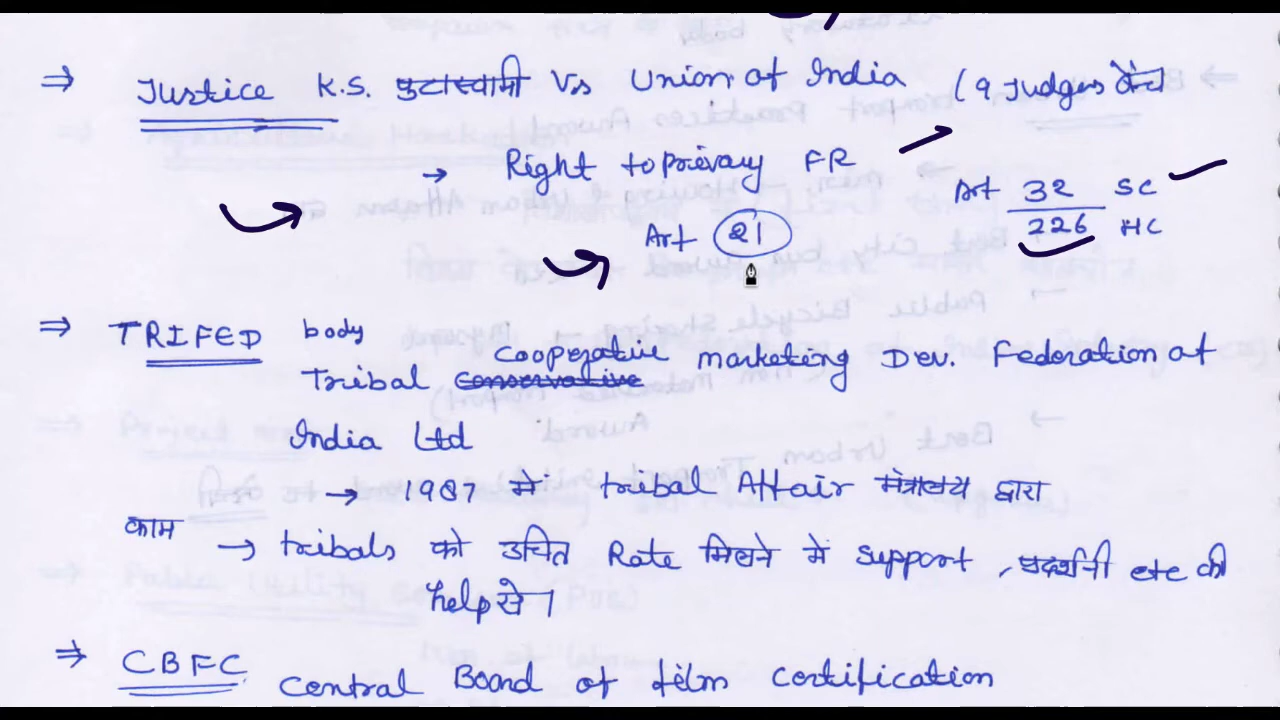 ⇒ Justice K.S. पुटास्वामी Vs Union of India (9 Judges बेंच
→ Right to privacy FR
Art 32 SC
226 HC
Art 21
⇒ TRIFED body
Tribal Cooperative marketing Dev. Federation of
India Ltd
→ 1987 में tribal Affair मंत्रालय द्वारा
काम → tribals को उचित Rate मिलने में support, प्रदर्शनी etc की
help से।
⇒ CBFC Central Board of film certification